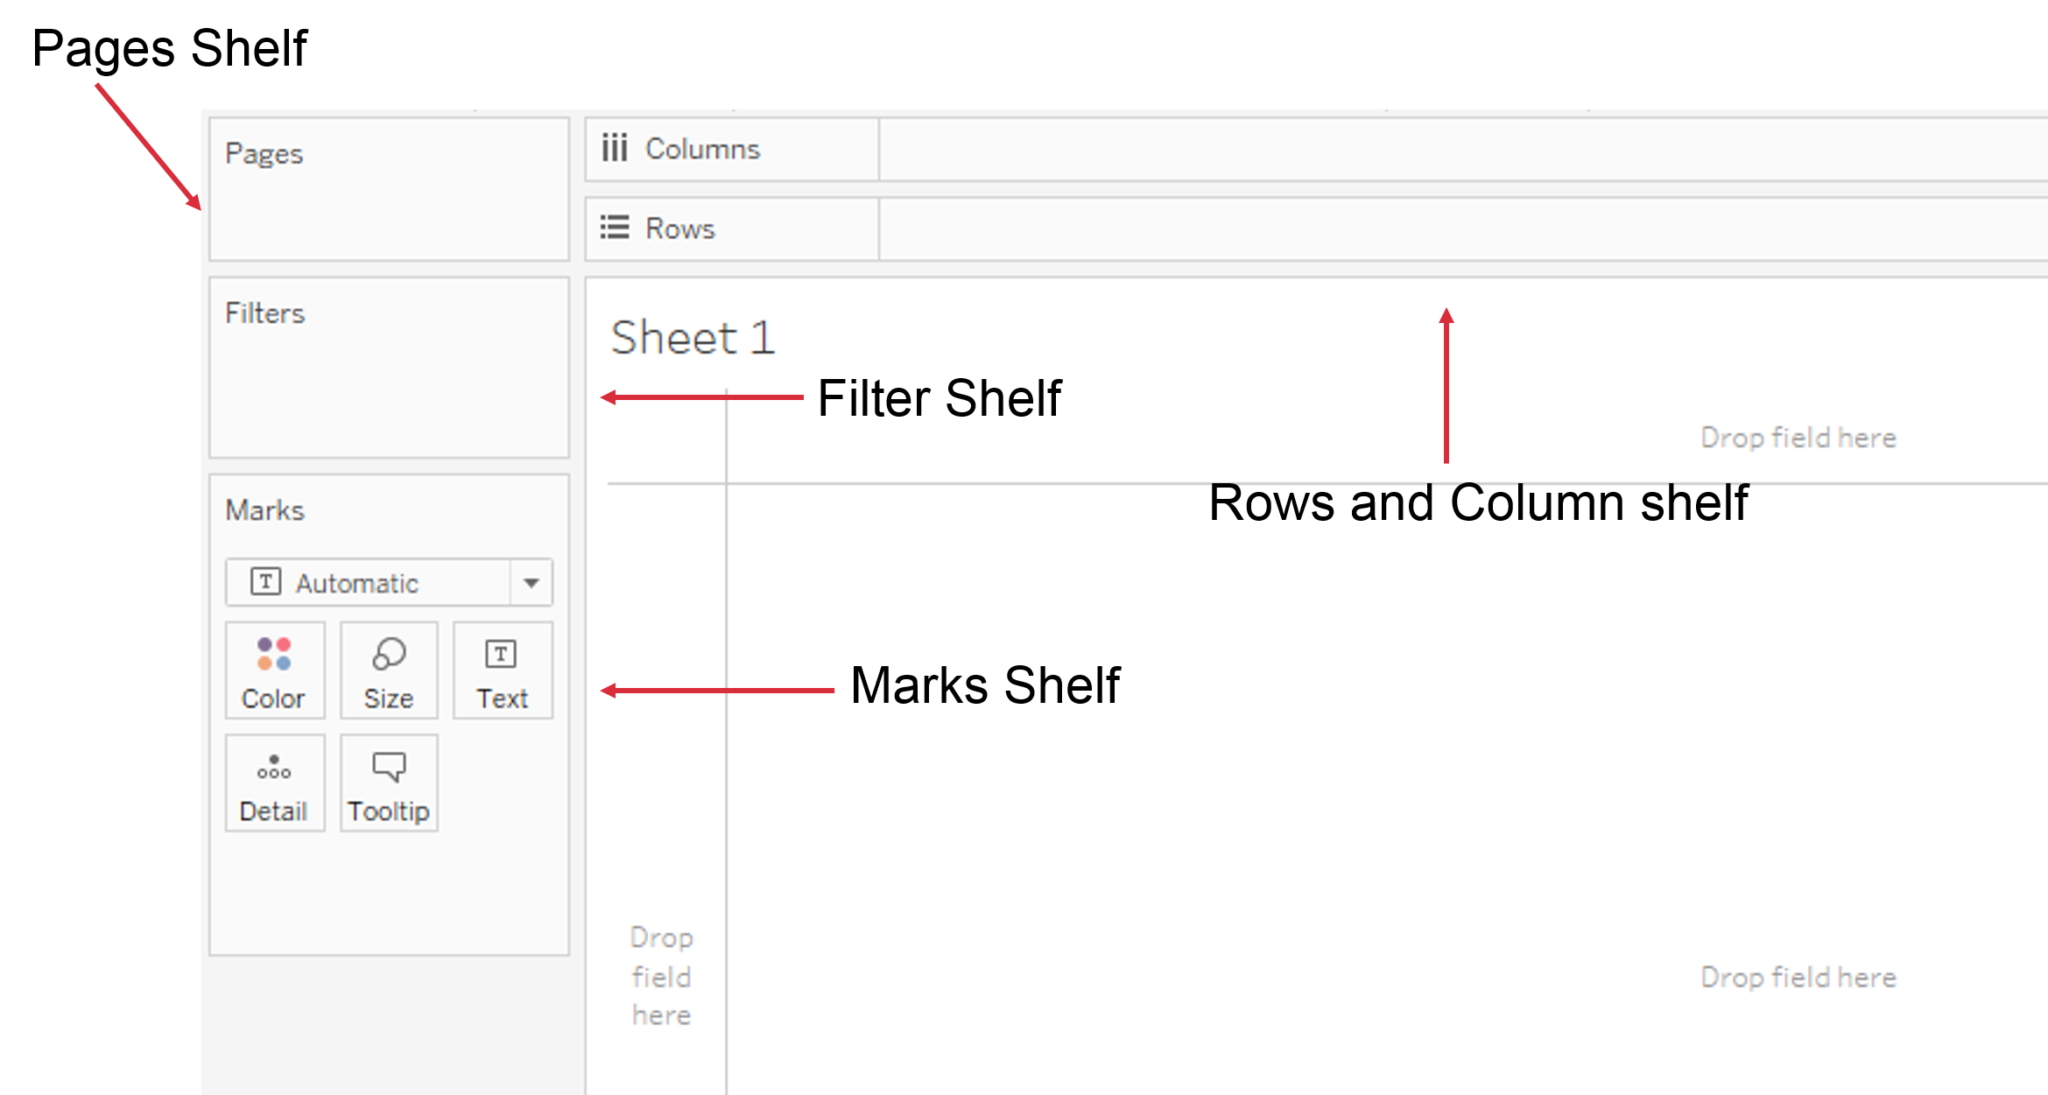 Pages Shelf
Pages
Columns
Rows
Filters
Sheet 1
Filter Shelf
Drop field here
Rows and Column shelf
Marks
T Automatic
Color
Size
T
Text
Marks Shelf
Detail
Tooltip
Drop
field
here
Drop field here